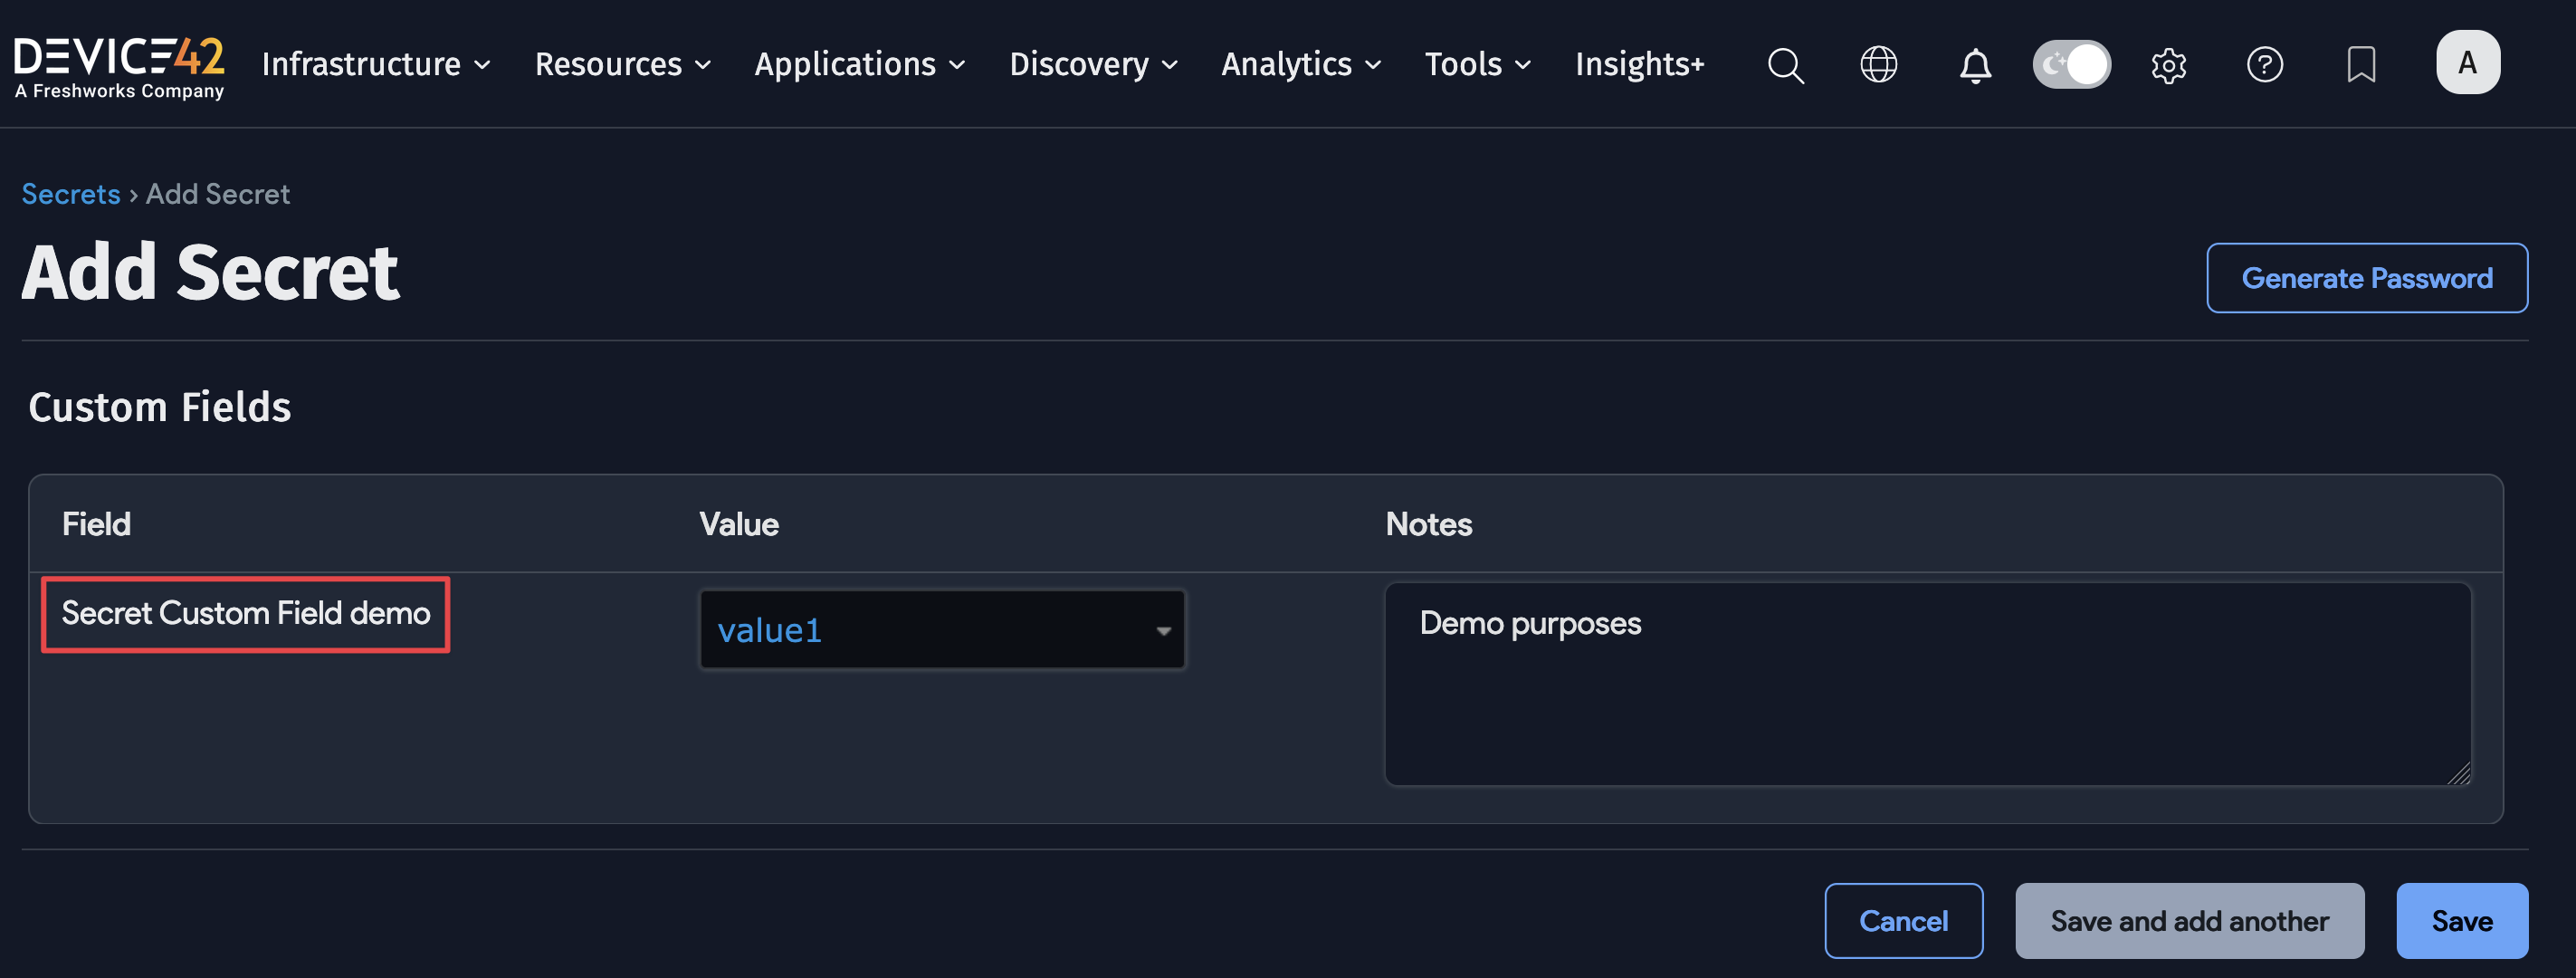 DEVICE42
A Freshworks Company
Infrastructure Resources Applications Discovery Analytics Tools Insights+ A
Secrets › Add Secret
Add Secret
Generate Password
Custom Fields
Field Value Notes
Secret Custom Field demo value1 Demo purposes
Cancel Save and add another Save